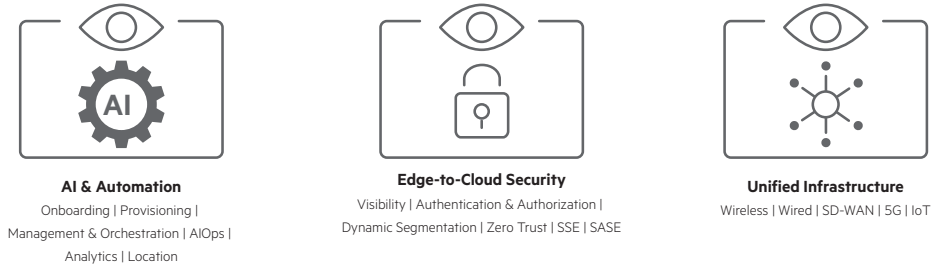 AI
AI & Automation
Onboarding | Provisioning |
Management & Orchestration | AIOps |
Analytics | Location
Edge-to-Cloud Security
Visibility | Authentication & Authorization |
Dynamic Segmentation | Zero Trust | SSE | SASE
Unified Infrastructure
Wireless | Wired | SD-WAN | 5G | IoT